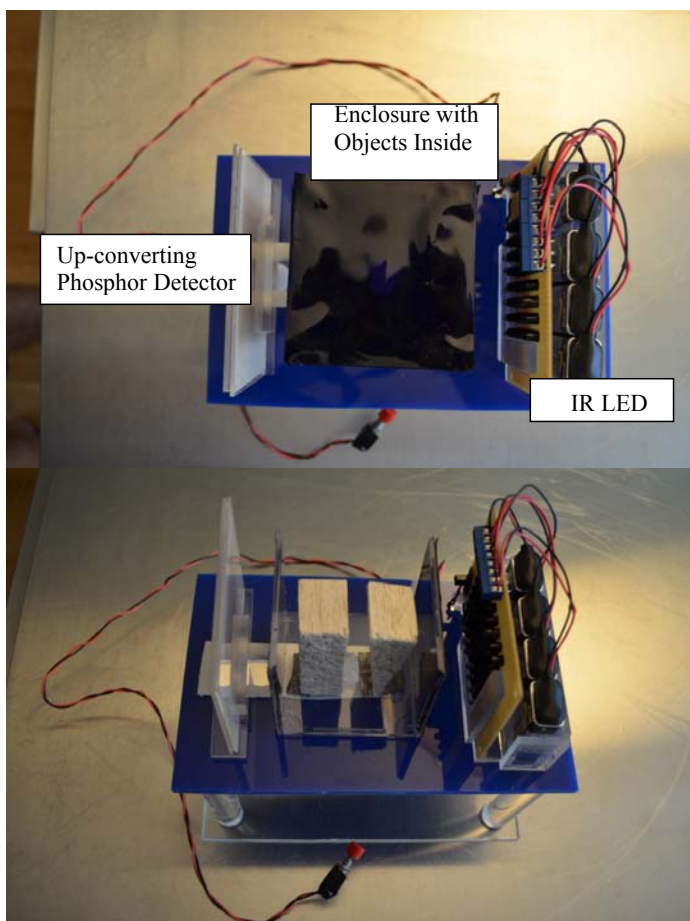 Enclosure with
Objects Inside
Up-converting
Phosphor Detector
IR LED